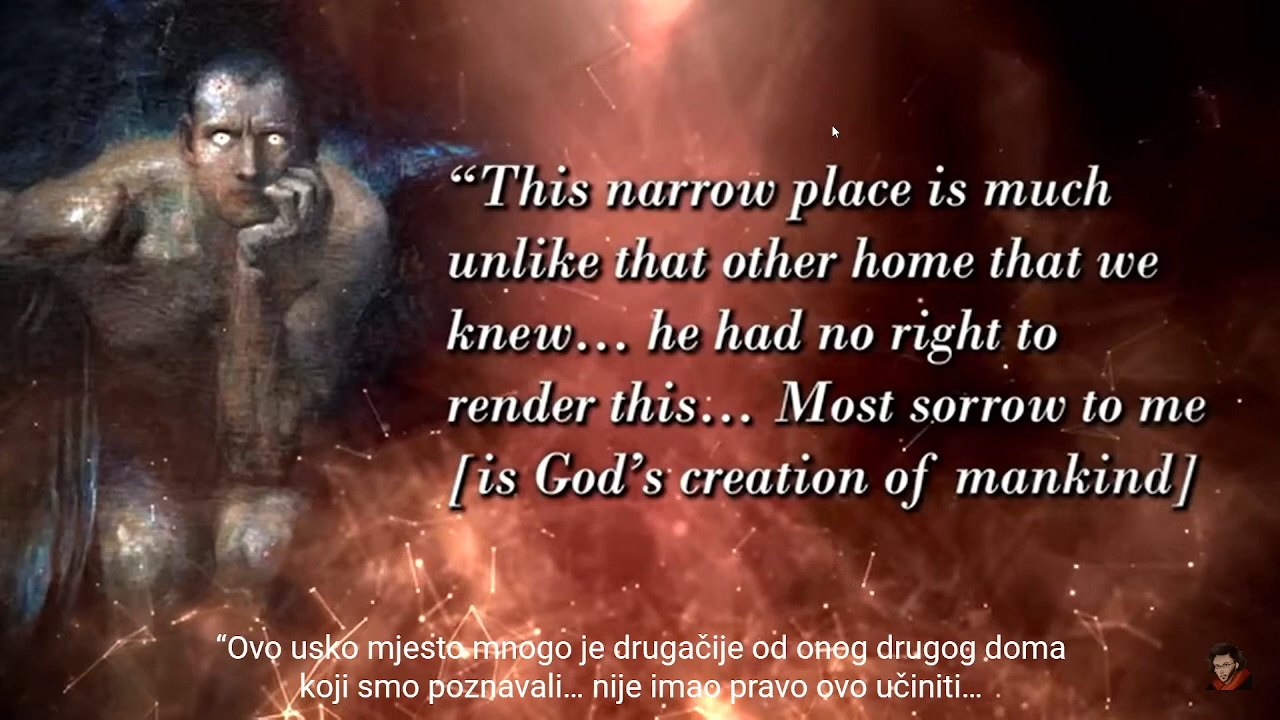 “This narrow place is much
unlike that other home that we
knew... he had no right to
render this... Most sorrow to me
[is God’s creation of mankind]
“Ovo usko mjesto mnogo je drugačije od onog drugog doma
koji smo poznavali... nije imao pravo ovo učiniti...